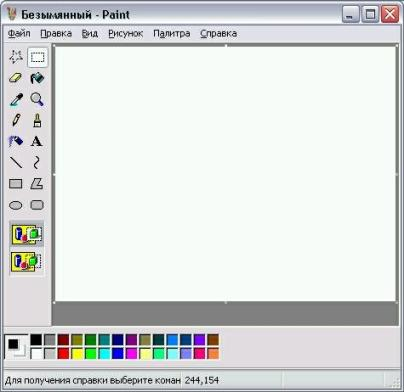 Безымянный - Paint
Файл Правка Вид Рисунок Палитра Справка
A
Для получения справки выберите коман 244,154